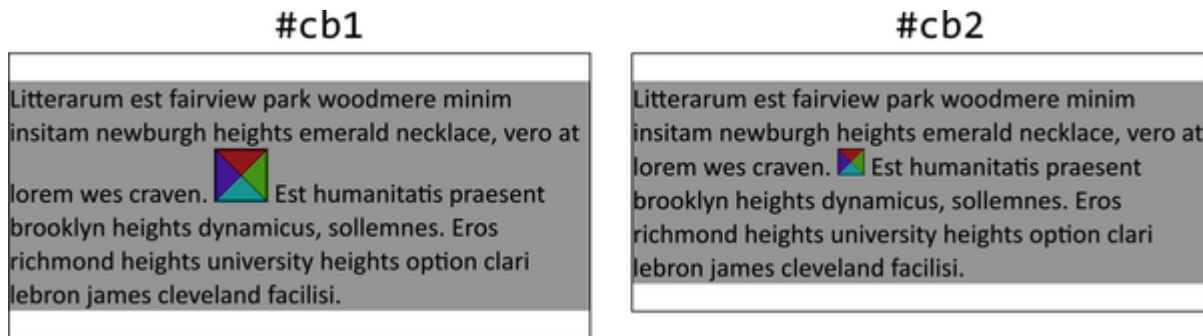 #cb1
Litterarum est fairview park woodmere minim
insitam newburgh heights emerald necklace, vero at
lorem wes craven. Est humanitatis praesent
brooklyn heights dynamicus, sollemnes. Eros
richmond heights university heights option clari
lebron james cleveland facilisi.
#cb2
Litterarum est fairview park woodmere minim
insitam newburgh heights emerald necklace, vero at
lorem wes craven. Est humanitatis praesent
brooklyn heights dynamicus, sollemnes. Eros
richmond heights university heights option clari
lebron james cleveland facilisi.